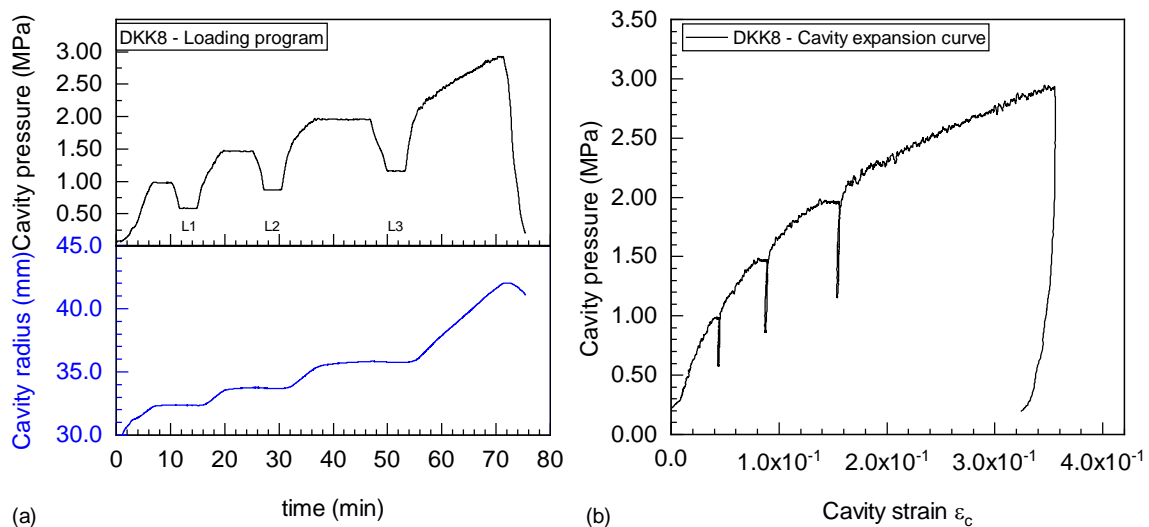 DKK8 - Loading program
Cavity pressure (MPa)
3.00
2.50
2.00
1.50
1.00
0.50
L1
L2
L3
Cavity radius (mm)
45.0
40.0
35.0
30.0
0 10 20 30 40 50 60 70 80
time (min)
(a)
DKK8 - Cavity expansion curve
Cavity pressure (MPa)
3.50
3.00
2.50
2.00
1.50
1.00
0.50
0.00
0.0 1.0x10⁻¹ 2.0x10⁻¹ 3.0x10⁻¹ 4.0x10⁻¹
Cavity strain ε_c
(b)